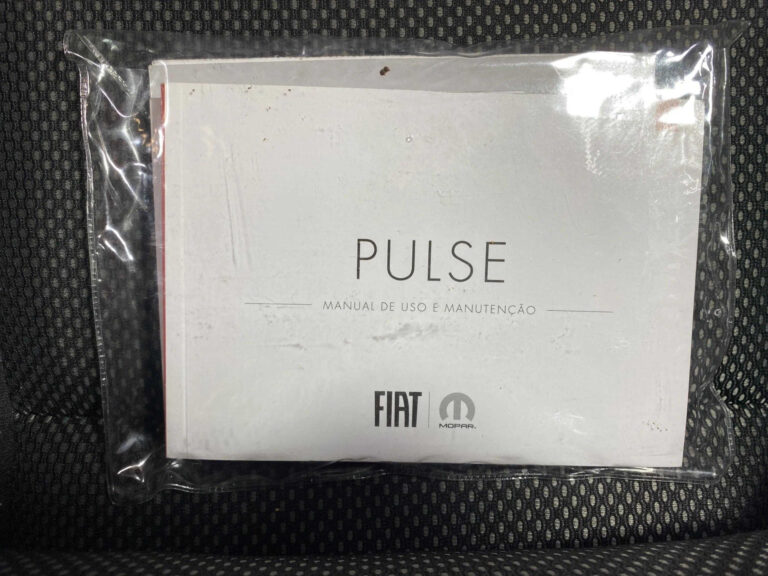 PULSE
MANUAL DE USO E MANUTENÇÃO
FIAT
MOPAR